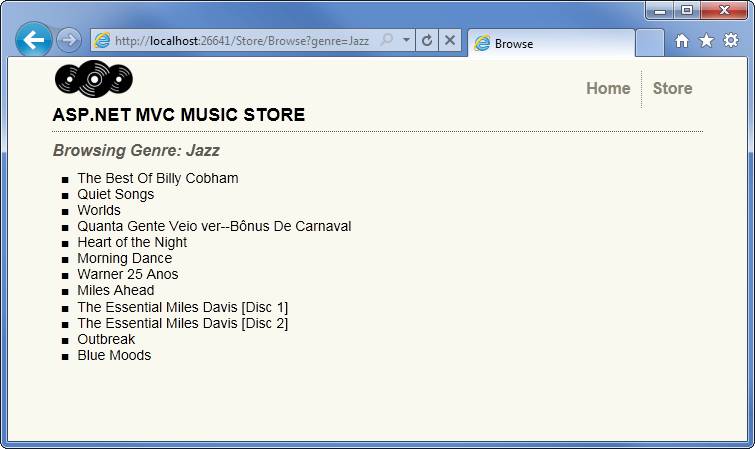 http://localhost:26641/Store/Browse?genre=Jazz
Browse
Home
Store
ASP.NET MVC MUSIC STORE
Browsing Genre: Jazz
The Best Of Billy Cobham
Quiet Songs
Worlds
Quanta Gente Veio ver--Bônus De Carnaval
Heart of the Night
Morning Dance
Warner 25 Anos
Miles Ahead
The Essential Miles Davis [Disc 1]
The Essential Miles Davis [Disc 2]
Outbreak
Blue Moods